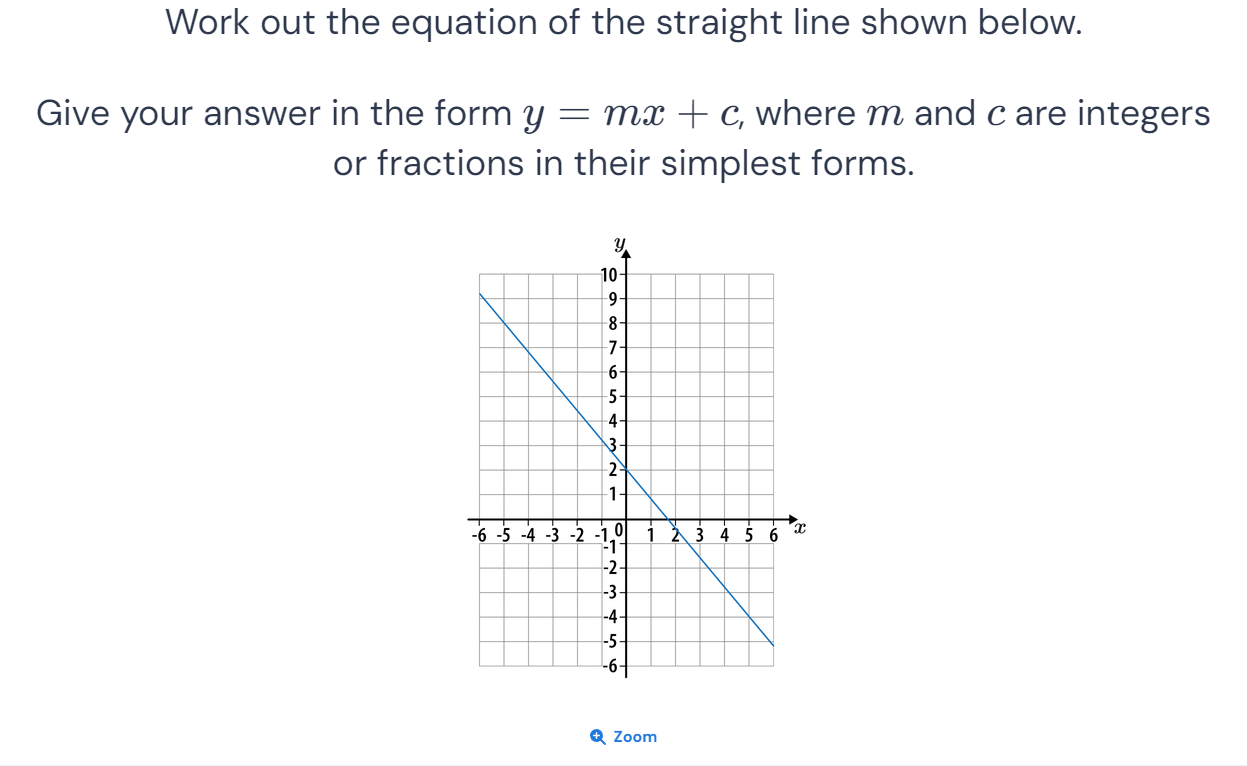 Work out the equation of the straight line shown below.
Give your answer in the form y = mx + c, where m and c are integers
or fractions in their simplest forms.
y
10
9
8
7
6
5
4
3
2
1
-6 -5 -4 -3 -2 -1 0 1 2 3 4 5 6 x
-1
-2
-3
-4
-5
-6
Zoom